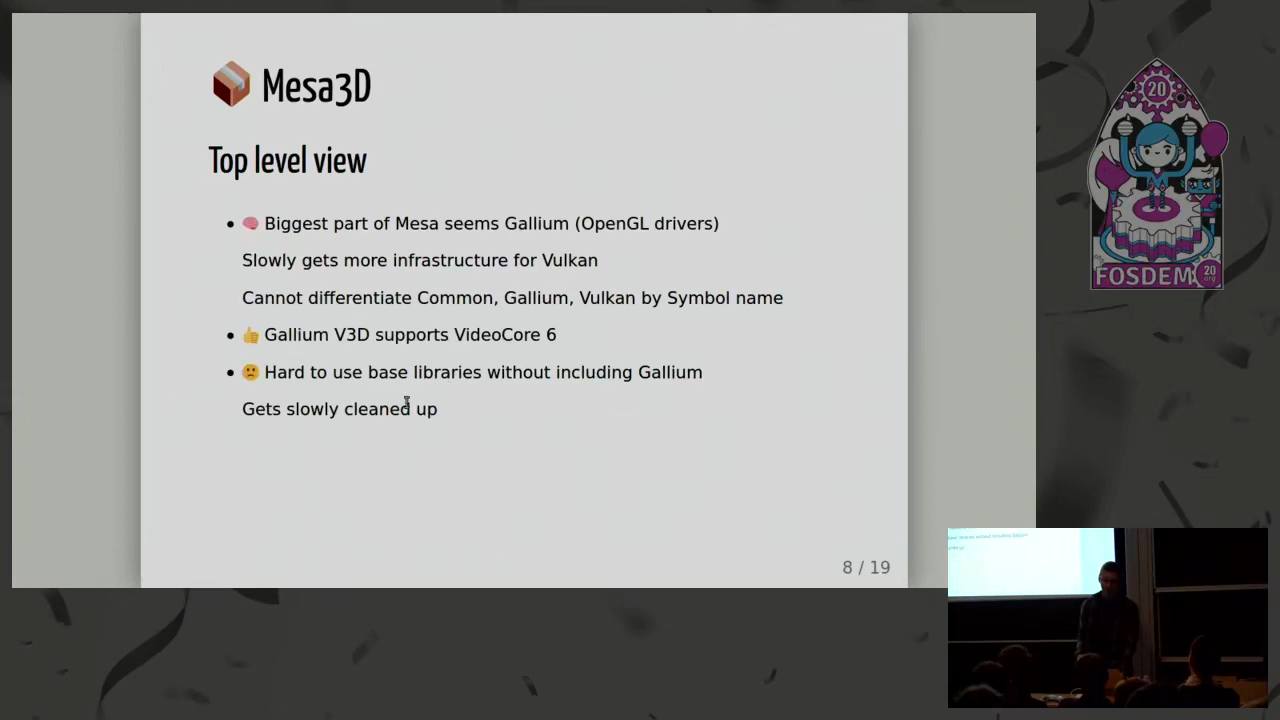 Mesa3D
Top level view
Biggest part of Mesa seems Gallium (OpenGL drivers)
Slowly gets more infrastructure for Vulkan
Cannot differentiate Common, Gallium, Vulkan by Symbol name
Gallium V3D supports VideoCore 6
Hard to use base libraries without including Gallium
Gets slowly cleaned up
8 / 19
20
FOSDEM
20
.org